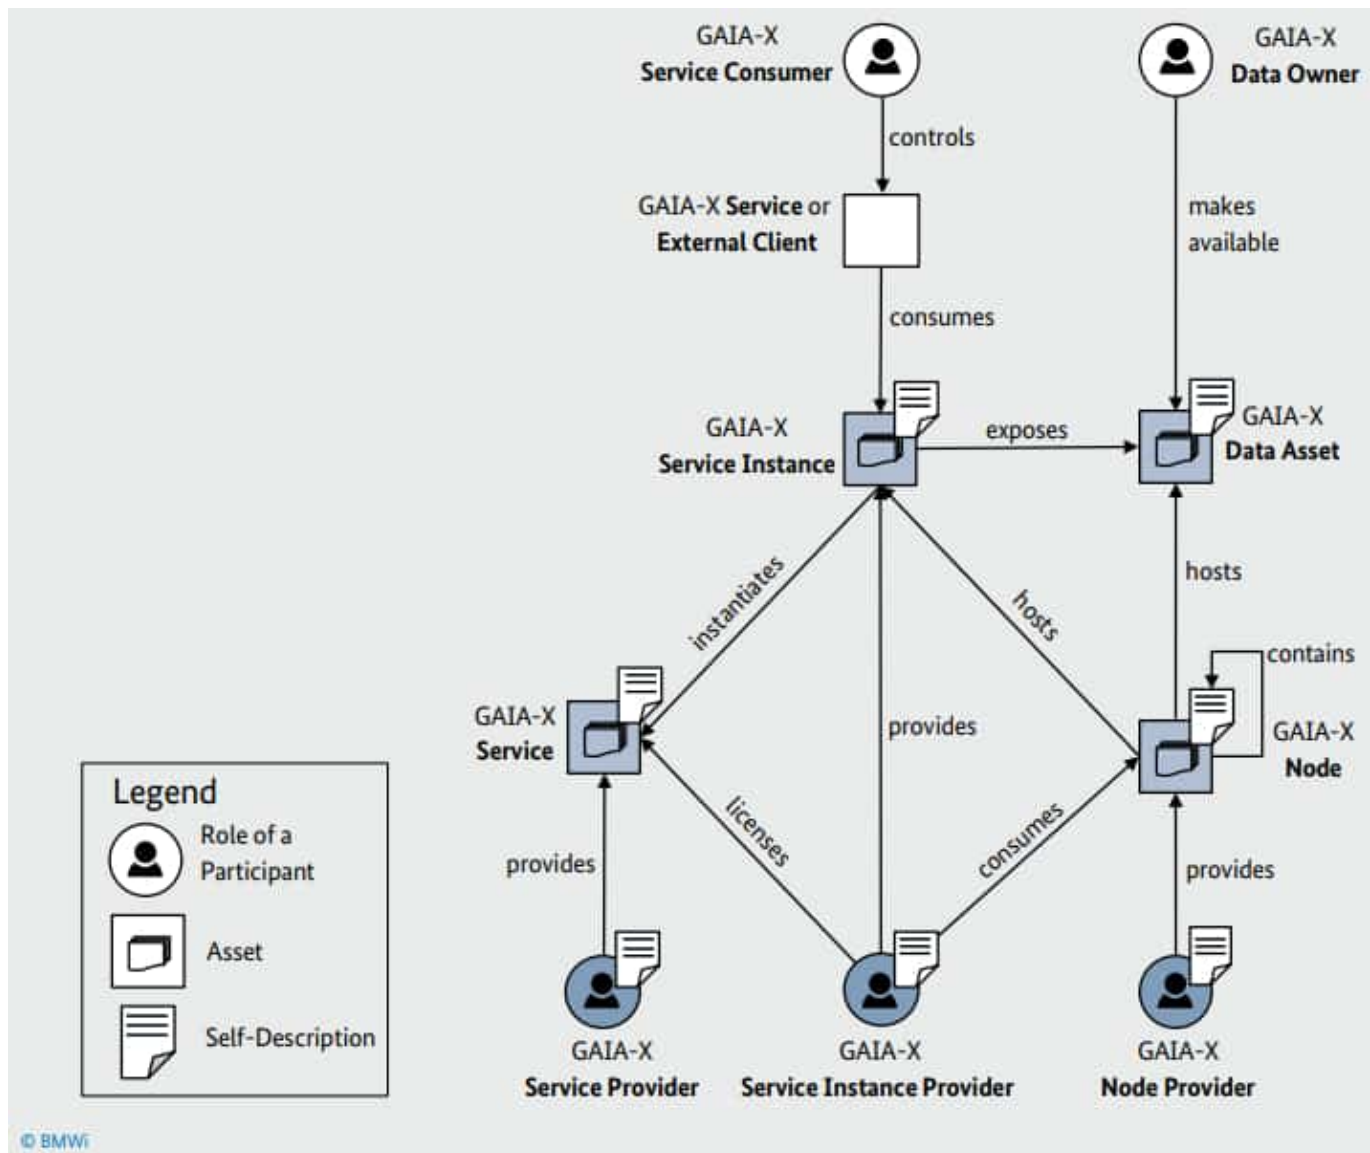 GAIA-X
Service Consumer
GAIA-X
Data Owner
controls
GAIA-X Service or
External Client
makes
available
consumes
GAIA-X
Service Instance
exposes
GAIA-X
Data Asset
instantiates
hosts
hosts
contains
GAIA-X
Service
provides
GAIA-X
Node
licenses
consumes
provides
provides
Legend
Role of a
Participant
Asset
Self-Description
GAIA-X
Service Provider
GAIA-X
Service Instance Provider
GAIA-X
Node Provider
© BMWi